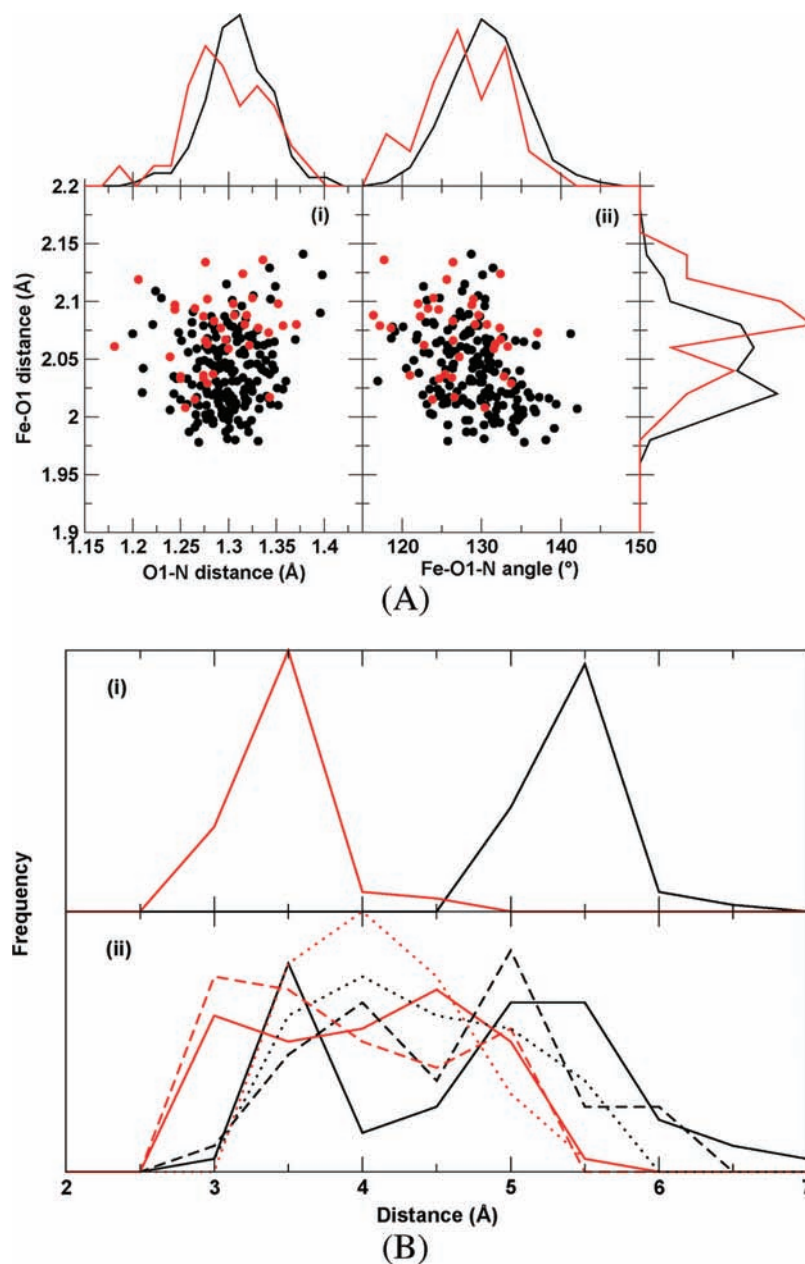 2.2
(i)
(ii)
2.15
2.1
2.05
2
1.95
1.9
Fe-O1 distance (Å)
1.15 1.2 1.25 1.3 1.35 1.4
120 130 140 150
O1-N distance (Å)
Fe-O1-N angle (°)
(A)
(i)
(ii)
Frequency
2 3 4 5 6 7
Distance (Å)
(B)